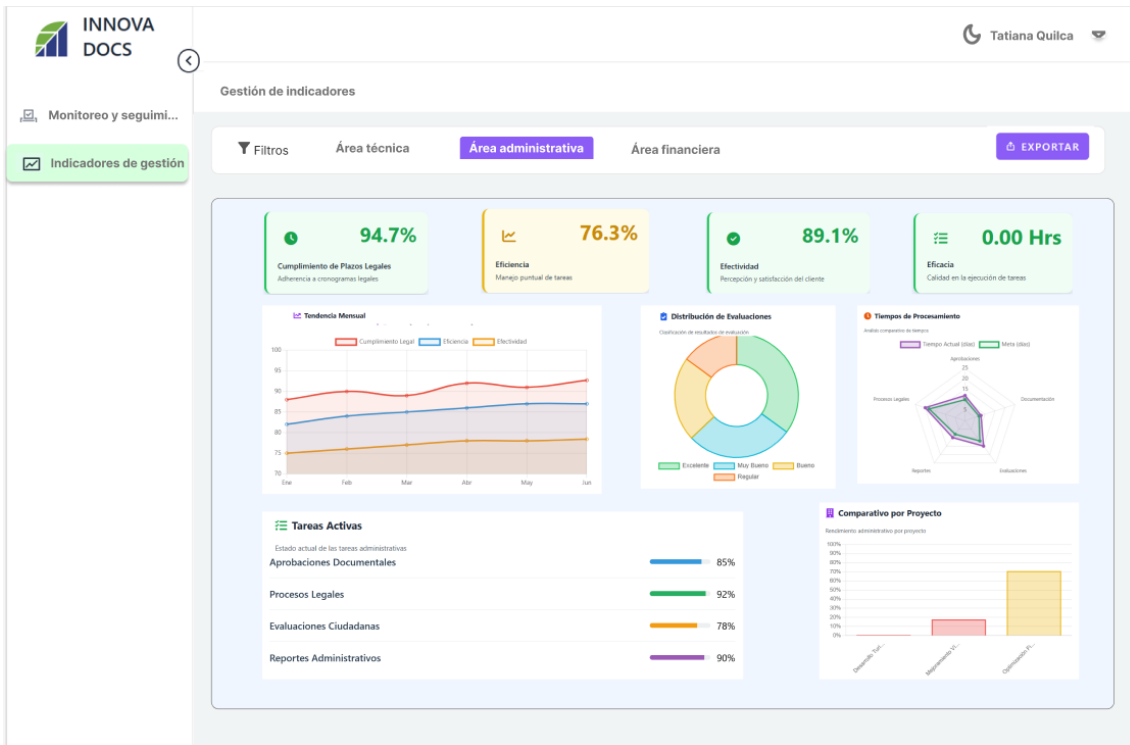 INNOVA
DOCS
Tatiana Quilca
Gestión de indicadores
Monitoreo y seguimi...
Indicadores de gestión
Filtros
Área técnica
Área administrativa
Área financiera
EXPORTAR
94.7%
Cumplimiento de Plazos Legales
Adherencia a cronogramas legales
76.3%
Eficiencia
Manejo puntual de tareas
89.1%
Efectividad
Percepción y satisfacción del cliente
0.00 Hrs
Eficacia
Calidad en la ejecución de tareas
Tendencia Mensual
Cumplimiento Legal Eficiencia Efectividad
100
95
90
85
80
75
70
Ene Feb Mar Abr May Jun
Distribución de Evaluaciones
Clasificación de resultados de evaluación
Excelente Muy Bueno Bueno
Regular
Tiempos de Procesamiento
Análisis comparativo de tiempos
Tiempo Actual (días) Meta (días)
Aprobaciones
25
20
15
5
Procesos Legales
Documentación
Reportes
Evaluaciones
Tareas Activas
Estado actual de las tareas administrativas
Aprobaciones Documentales 85%
Procesos Legales 92%
Evaluaciones Ciudadanas 78%
Reportes Administrativos 90%
Comparativo por Proyecto
Rendimiento administrativo por proyecto
100%
90%
80%
70%
60%
50%
40%
30%
20%
10%
0%
Desarrollo Turi...
Mejoramiento Vi...
Optimización Pl...